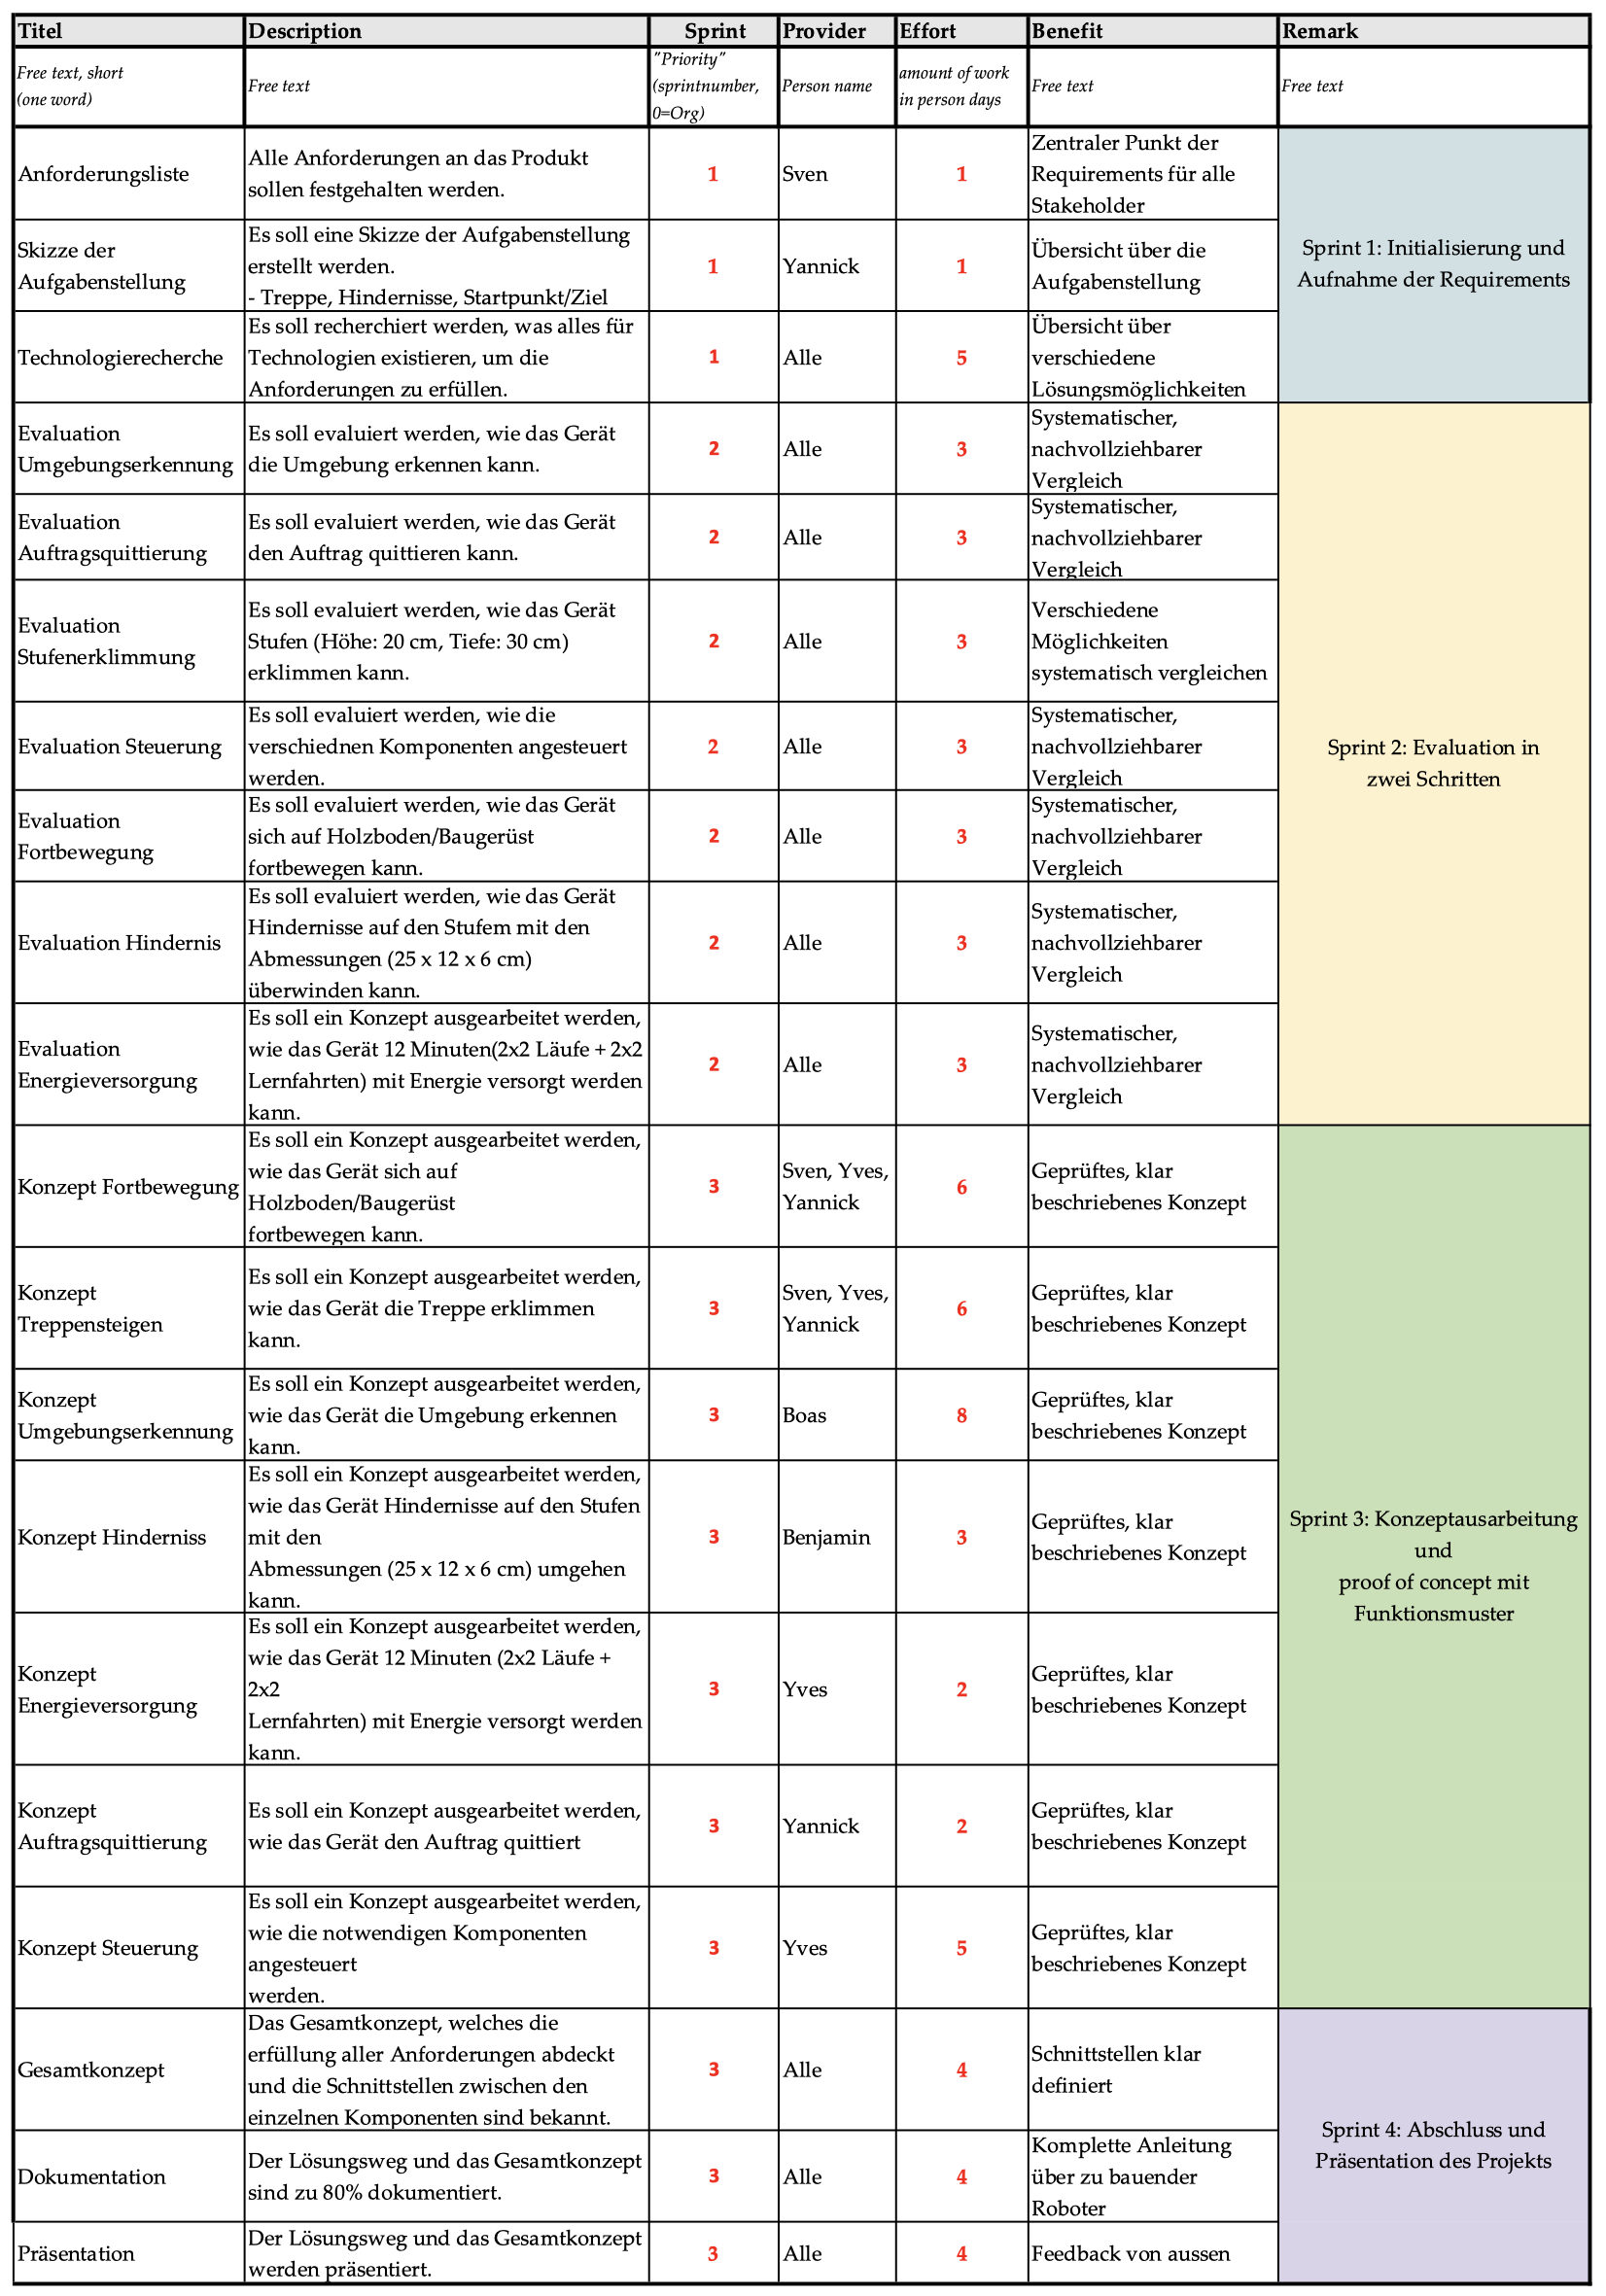 Titel Description Sprint Provider Effort Benefit Remark
Free text, short
(one word)
Free text
"Priority"
(sprintnumber,
0=Org)
Person name
amount of work
in person days
Free text
Free text
Anforderungsliste
Alle Anforderungen an das Produkt
sollen festgehalten werden.
1
Sven
1
Zentraler Punkt der
Requirements für alle
Stakeholder
Sprint 1: Initialisierung und
Aufnahme der Requirements
Skizze der
Aufgabenstellung
Es soll eine Skizze der Aufgabenstellung
erstellt werden.
- Treppe, Hindernisse, Startpunkt/Ziel
1
Yannick
1
Übersicht über die
Aufgabenstellung
Technologierecherche
Es soll recherchiert werden, was alles für
Technologien existieren, um die
Anforderungen zu erfüllen.
1
Alle
5
Übersicht über
verschiedene
Lösungsmöglichkeiten
Evaluation
Umgebungserkennung
Es soll evaluiert werden, wie das Gerät
die Umgebung erkennen kann.
2
Alle
3
Systematischer,
nachvollziehbarer
Vergleich
Sprint 2: Evaluation in
zwei Schritten
Evaluation
Auftragsquittierung
Es soll evaluiert werden, wie das Gerät
den Auftrag quittieren kann.
2
Alle
3
Systematischer,
nachvollziehbarer
Vergleich
Evaluation
Stufenerklimmung
Es soll evaluiert werden, wie das Gerät
Stufen (Höhe: 20 cm, Tiefe: 30 cm)
erklimmen kann.
2
Alle
3
Verschiedene
Möglichkeiten
systematisch vergleichen
Evaluation Steuerung
Es soll evaluiert werden, wie die
verschiednen Komponenten angesteuert
werden.
2
Alle
3
Systematischer,
nachvollziehbarer
Vergleich
Evaluation
Fortbewegung
Es soll evaluiert werden, wie das Gerät
sich auf Holzboden/Baugerüst
fortbewegen kann.
2
Alle
3
Systematischer,
nachvollziehbarer
Vergleich
Evaluation Hindernis
Es soll evaluiert werden, wie das Gerät
Hindernisse auf den Stufem mit den
Abmessungen (25 x 12 x 6 cm)
überwinden kann.
2
Alle
3
Systematischer,
nachvollziehbarer
Vergleich
Evaluation
Energieversorgung
Es soll ein Konzept ausgearbeitet werden,
wie das Gerät 12 Minuten(2x2 Läufe + 2x2
Lernfahrten) mit Energie versorgt werden
kann.
2
Alle
3
Systematischer,
nachvollziehbarer
Vergleich
Konzept Fortbewegung
Es soll ein Konzept ausgearbeitet werden,
wie das Gerät sich auf
Holzboden/Baugerüst
fortbewegen kann.
3
Sven, Yves,
Yannick
6
Geprüftes, klar
beschriebenes Konzept
Sprint 3: Konzeptausarbeitung
und
proof of concept mit
Funktionsmuster
Konzept
Treppensteigen
Es soll ein Konzept ausgearbeitet werden,
wie das Gerät die Treppe erklimmen
kann.
3
Sven, Yves,
Yannick
6
Geprüftes, klar
beschriebenes Konzept
Konzept
Umgebungserkennung
Es soll ein Konzept ausgearbeitet werden,
wie das Gerät die Umgebung erkennen
kann.
3
Boas
8
Geprüftes, klar
beschriebenes Konzept
Konzept Hinderniss
Es soll ein Konzept ausgearbeitet werden,
wie das Gerät Hindernisse auf den Stufen
mit den
Abmessungen (25 x 12 x 6 cm) umgehen
kann.
3
Benjamin
3
Geprüftes, klar
beschriebenes Konzept
Konzept
Energieversorgung
Es soll ein Konzept ausgearbeitet werden,
wie das Gerät 12 Minuten (2x2 Läufe +
2x2
Lernfahrten) mit Energie versorgt werden
kann.
3
Yves
2
Geprüftes, klar
beschriebenes Konzept
Konzept
Auftragsquittierung
Es soll ein Konzept ausgearbeitet werden,
wie das Gerät den Auftrag quittiert
3
Yannick
2
Geprüftes, klar
beschriebenes Konzept
Konzept Steuerung
Es soll ein Konzept ausgearbeitet werden,
wie die notwendigen Komponenten
angesteuert
werden.
3
Yves
5
Geprüftes, klar
beschriebenes Konzept
Gesamtkonzept
Das Gesamtkonzept, welches die
erfüllung aller Anforderungen abdeckt
und die Schnittstellen zwischen den
einzelnen Komponenten sind bekannt.
3
Alle
4
Schnittstellen klar
definiert
Sprint 4: Abschluss und
Präsentation des Projekts
Dokumentation
Der Lösungsweg und das Gesamtkonzept
sind zu 80% dokumentiert.
3
Alle
4
Komplette Anleitung
über zu bauender
Roboter
Präsentation
Der Lösungsweg und das Gesamtkonzept
werden präsentiert.
3
Alle
4
Feedback von aussen